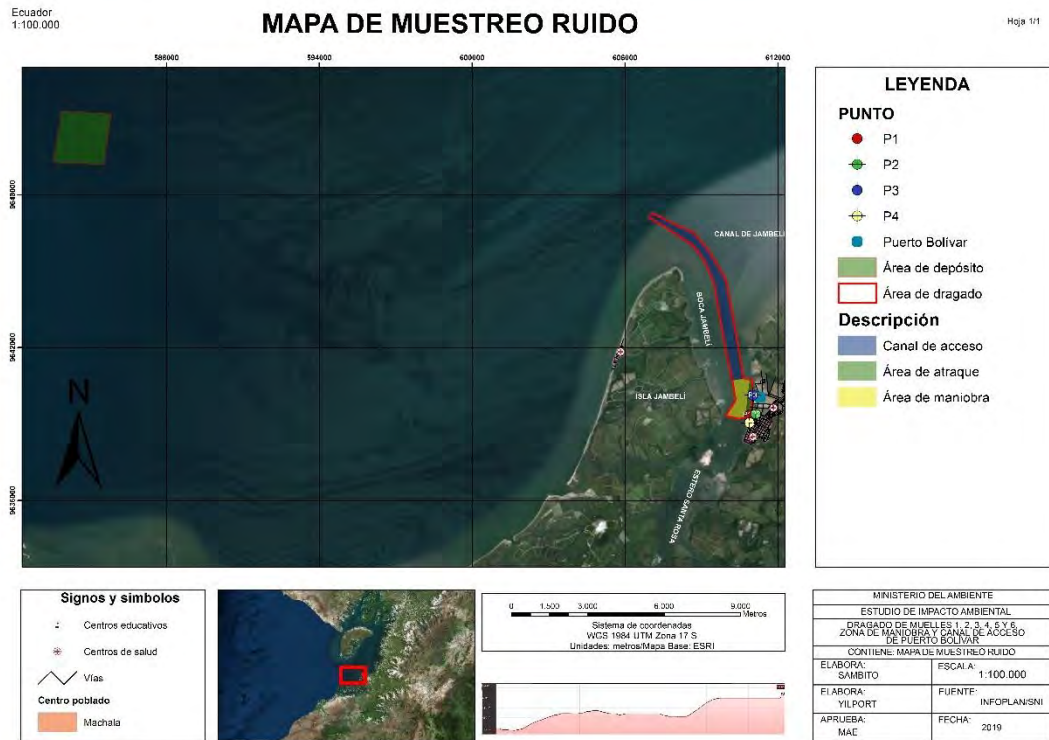 Ecuador
1:100.000
MAPA DE MUESTREO RUIDO
Hoja 1/1
588000
594000
600000
606000
612000
9648000
9642000
9636000
CANAL DE JAMBELI
BOCA JAMBELÍ
ISLA JAMBELÍ
ESTERO SANTA ROSA
P3
N
LEYENDA
PUNTO
P1
P2
P3
P4
Puerto Bolívar
Área de depósito
Área de dragado
Descripción
Canal de acceso
Área de atraque
Área de maniobra
Signos y simbolos
Centros educativos
Centros de salud
Vías
Centro poblado
Machala
0 1.500 3.000 6.000 9.000
Metros
Sistema de coordenadas
WCS 1984 UTM Zona 17 S
Unidades: metros/Mapa Base: ESRI
MINISTERIO DEL AMBIENTE
ESTUDIO DE IMPACTO AMBIENTAL
DRAGADO DE MUELLES 1, 2, 3, 4, 5 Y 6,
ZONA DE MANIOBRA Y CANAL DE ACCESO
DE PUERTO BOLIVAR
CONTIENE: MAPA DE MUESTREO RUIDO
ELABORA:
SAMBITO
ESCALA:
1:100.000
ELABORA:
YILPORT
FUENTE:
INFOPLAN/SNI
APRUEBA:
MAE
FECHA:
2019